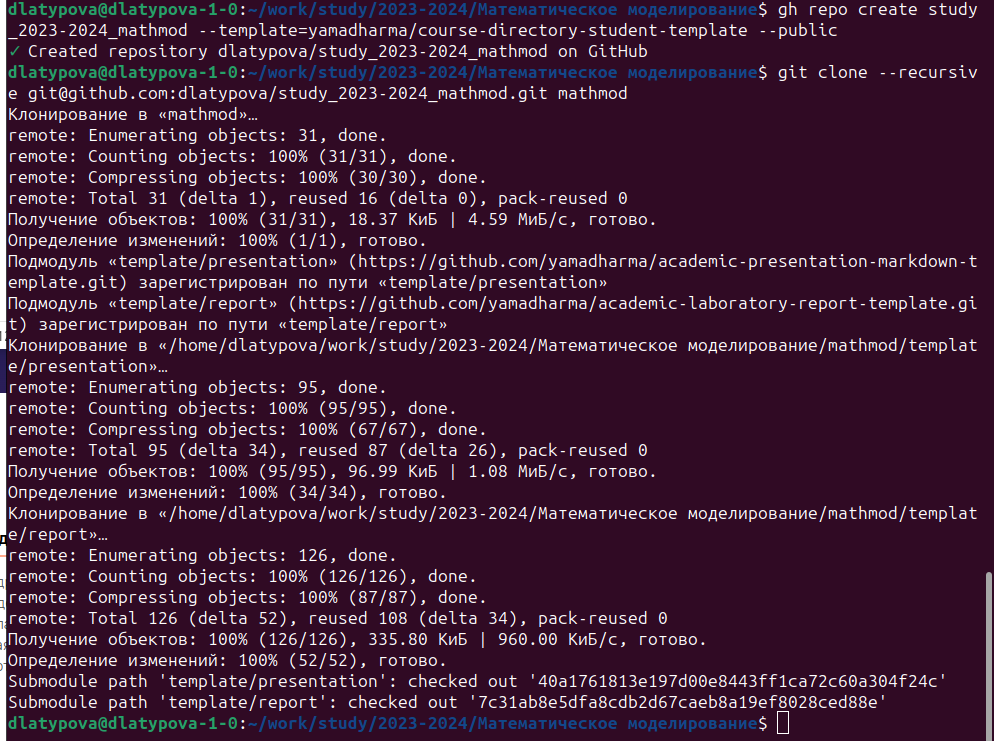 dlatypova@dlatypova-1-0:~/work/study/2023-2024/Математическое моделирование$ gh repo create study
_2023-2024_mathmod --template=yamadharma/course-directory-student-template --public
✓ Created repository dlatypova/study_2023-2024_mathmod on GitHub
dlatypova@dlatypova-1-0:~/work/study/2023-2024/Математическое моделирование$ git clone --recursiv
e git@github.com:dlatypova/study_2023-2024_mathmod.git mathmod
Клонирование в «mathmod»…
remote: Enumerating objects: 31, done.
remote: Counting objects: 100% (31/31), done.
remote: Compressing objects: 100% (30/30), done.
remote: Total 31 (delta 1), reused 16 (delta 0), pack-reused 0
Получение объектов: 100% (31/31), 18.37 КиБ | 4.59 МиБ/с, готово.
Определение изменений: 100% (1/1), готово.
Подмодуль «template/presentation» (https://github.com/yamadharma/academic-presentation-markdown-t
emplate.git) зарегистрирован по пути «template/presentation»
Подмодуль «template/report» (https://github.com/yamadharma/academic-laboratory-report-template.gi
t) зарегистрирован по пути «template/report»
Клонирование в «/home/dlatypova/work/study/2023-2024/Математическое моделирование/mathmod/templat
e/presentation»…
remote: Enumerating objects: 95, done.
remote: Counting objects: 100% (95/95), done.
remote: Compressing objects: 100% (67/67), done.
remote: Total 95 (delta 34), reused 87 (delta 26), pack-reused 0
Получение объектов: 100% (95/95), 96.99 КиБ | 1.08 МиБ/с, готово.
Определение изменений: 100% (34/34), готово.
Клонирование в «/home/dlatypova/work/study/2023-2024/Математическое моделирование/mathmod/templat
e/report»…
remote: Enumerating objects: 126, done.
remote: Counting objects: 100% (126/126), done.
remote: Compressing objects: 100% (87/87), done.
remote: Total 126 (delta 52), reused 108 (delta 34), pack-reused 0
Получение объектов: 100% (126/126), 335.80 КиБ | 960.00 КиБ/с, готово.
Определение изменений: 100% (52/52), готово.
Submodule path 'template/presentation': checked out '40a1761813e197d00e8443ff1ca72c60a304f24c'
Submodule path 'template/report': checked out '7c31ab8e5dfa8cdb2d67caeb8a19ef8028ced88e'
dlatypova@dlatypova-1-0:~/work/study/2023-2024/Математическое моделирование$